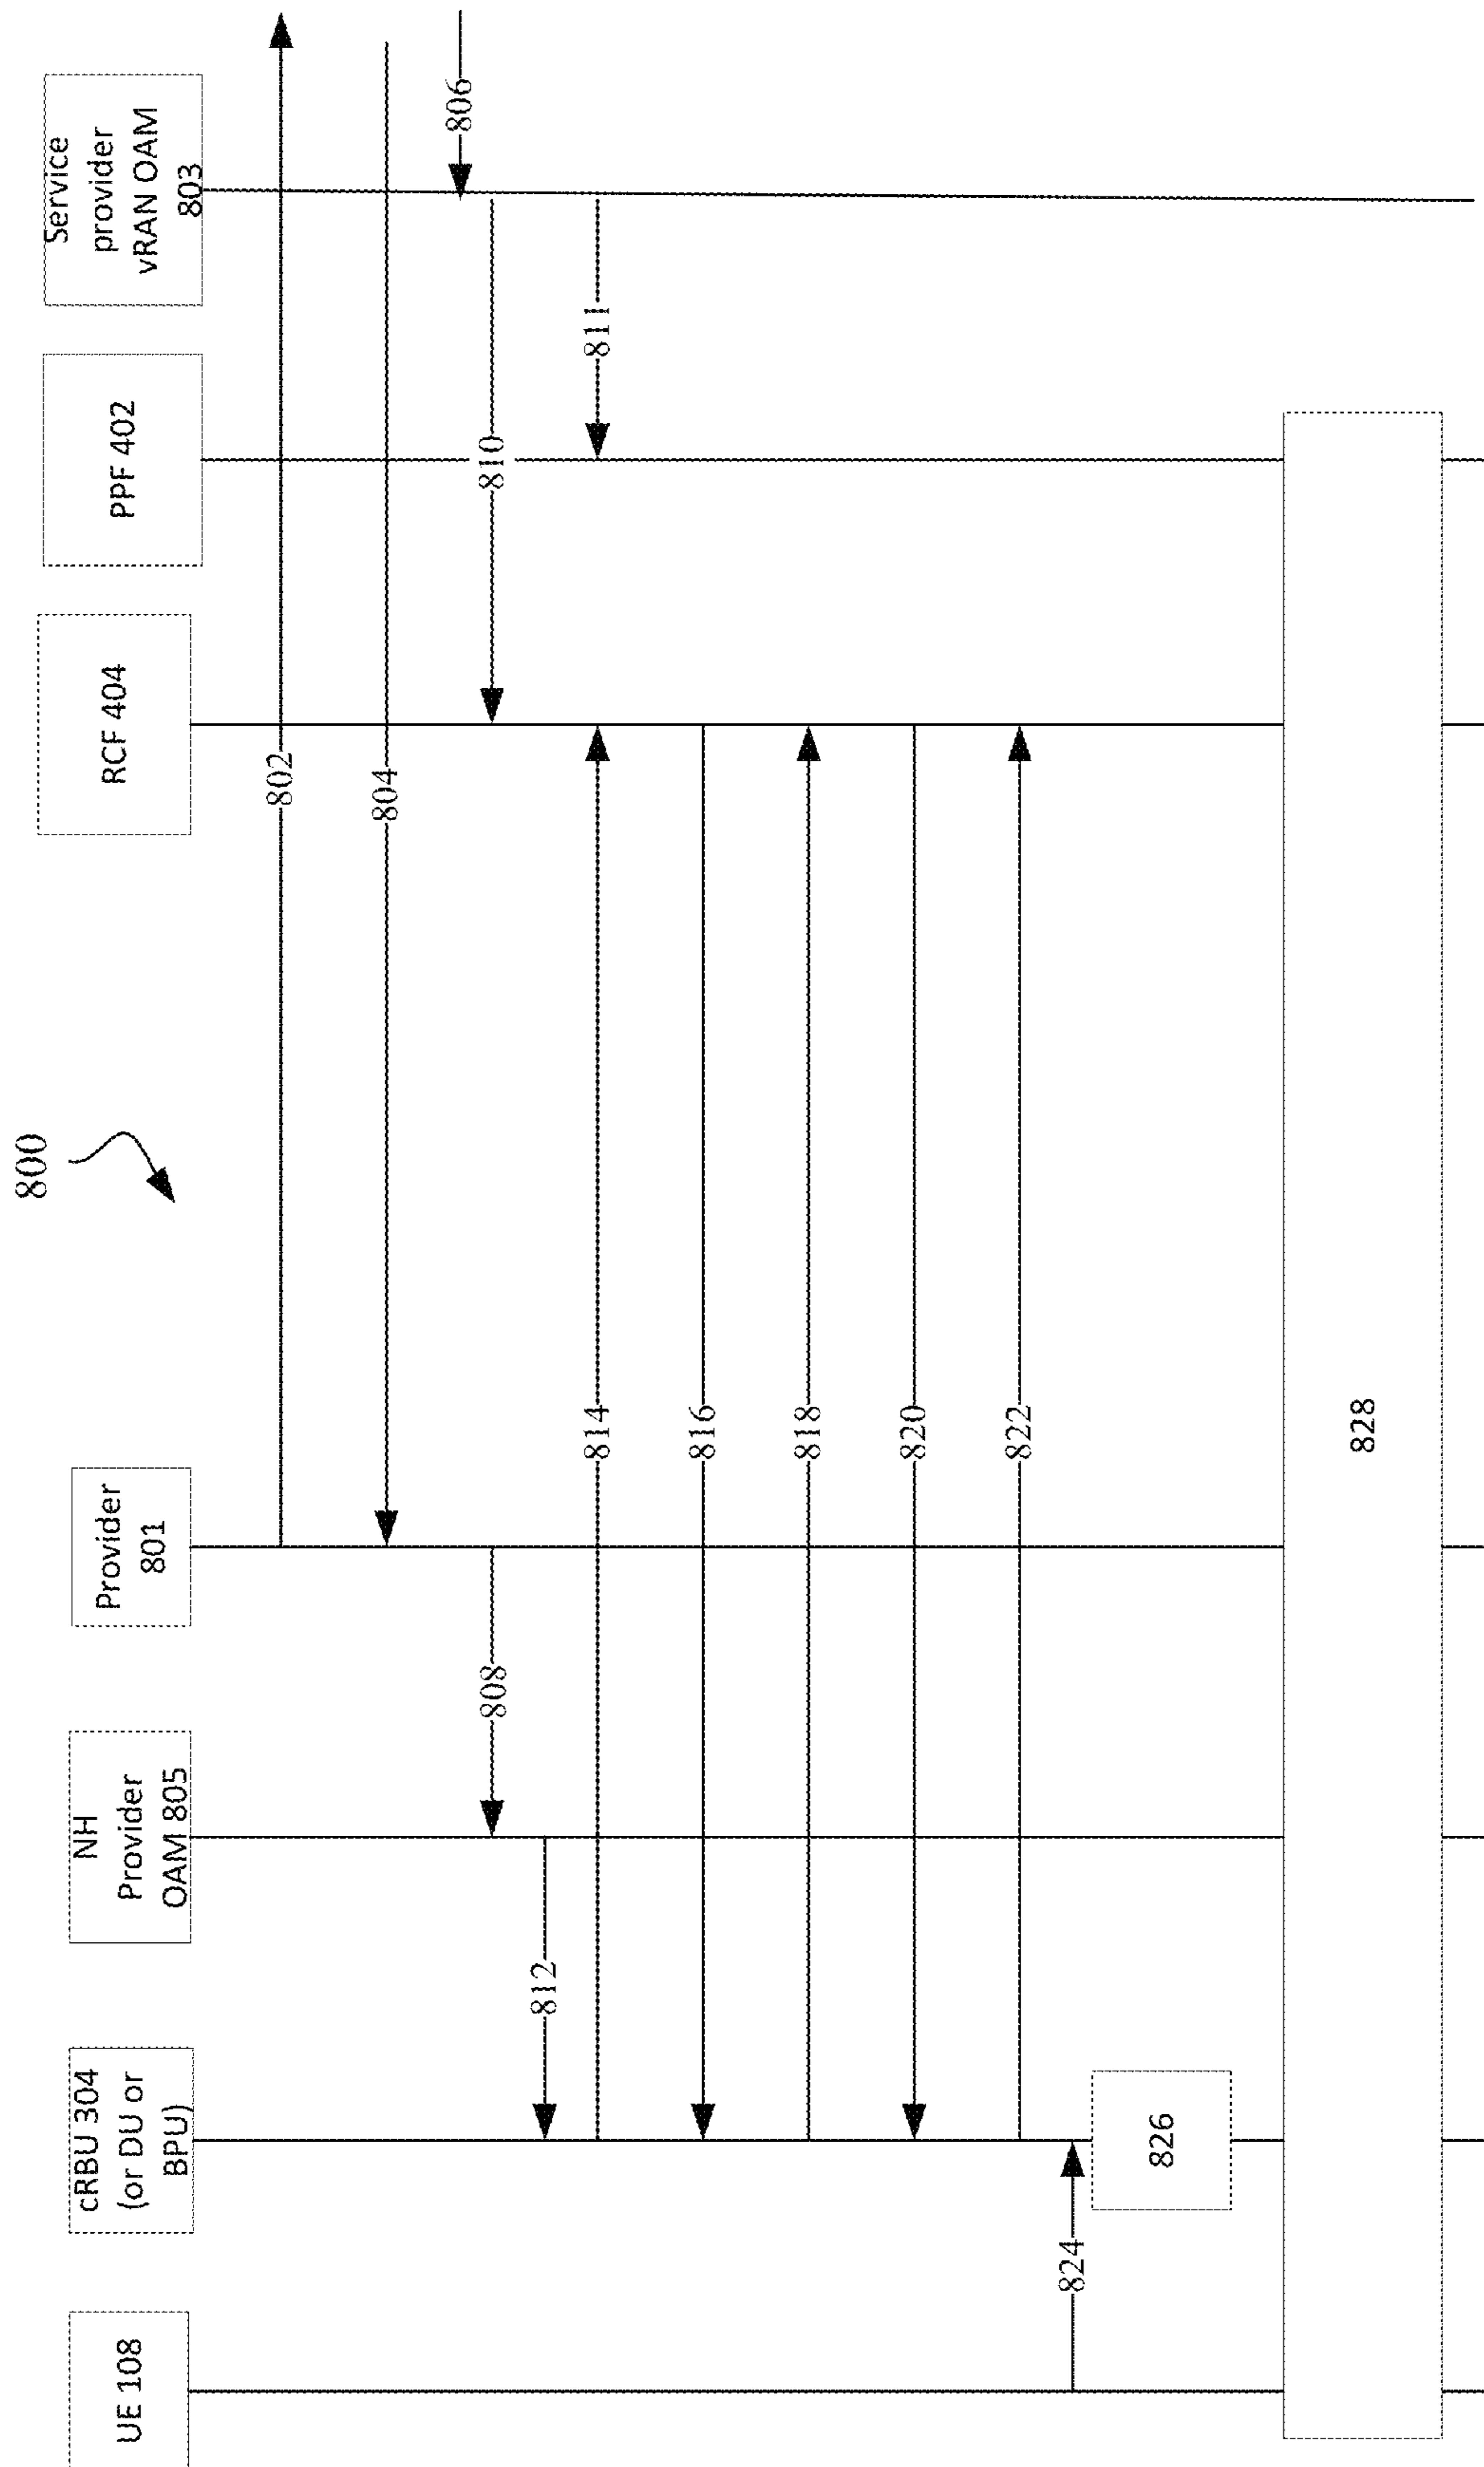 800
UE 108
cRBU 304
(or DU or
BPU)
NH
Provider
OAM 805
Provider
801
RCF 404
PPF 402
Service
provider
vRAN OAM
803
802
804
806
808
810
812
814
811
816
818
820
822
824
826
828